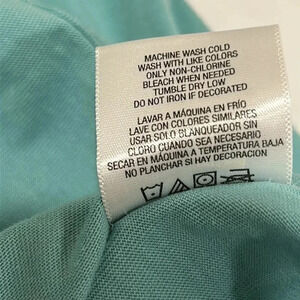 MACHINE WASH COLD
WASH WITH LIKE COLORS
ONLY NON-CHLORINE
BLEACH WHEN NEEDED
TUMBLE DRY LOW
DO NOT IRON IF DECORATED
LAVAR A MÁQUINA EN FRÍO
LAVE CON COLORES SIMILARES
USAR SOLO BLANQUEADOR SIN
CLORO CUANDO SEA NECESARIO
SECAR EN MÁQUINA A TEMPERATURA BAJA
NO PLANCHAR SI HAY DECORACIÓN